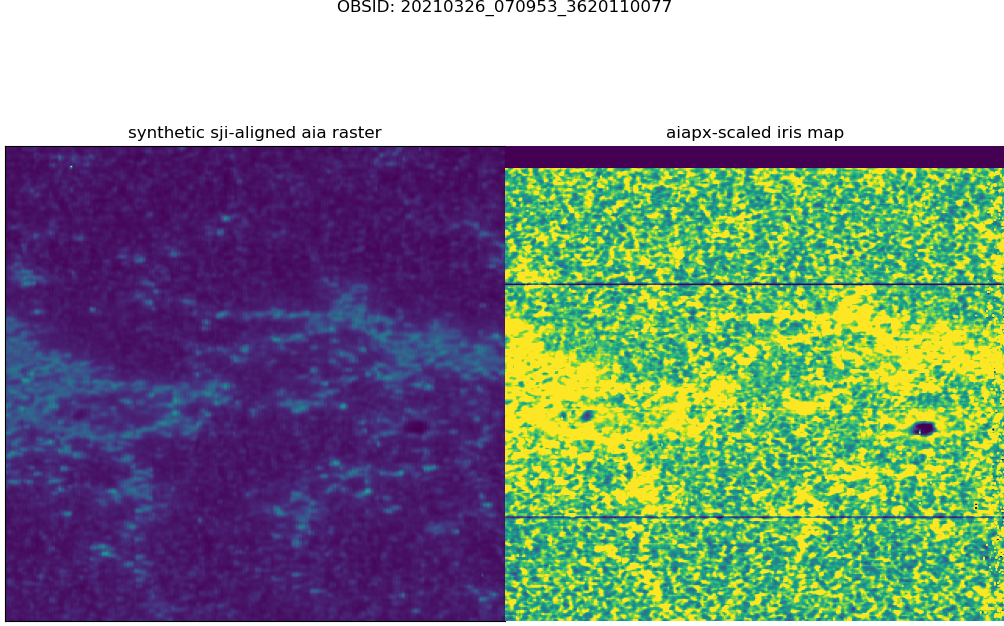 OBSID: 20210326_070953_3620110077
synthetic sji-aligned aia raster
aiapx-scaled iris map